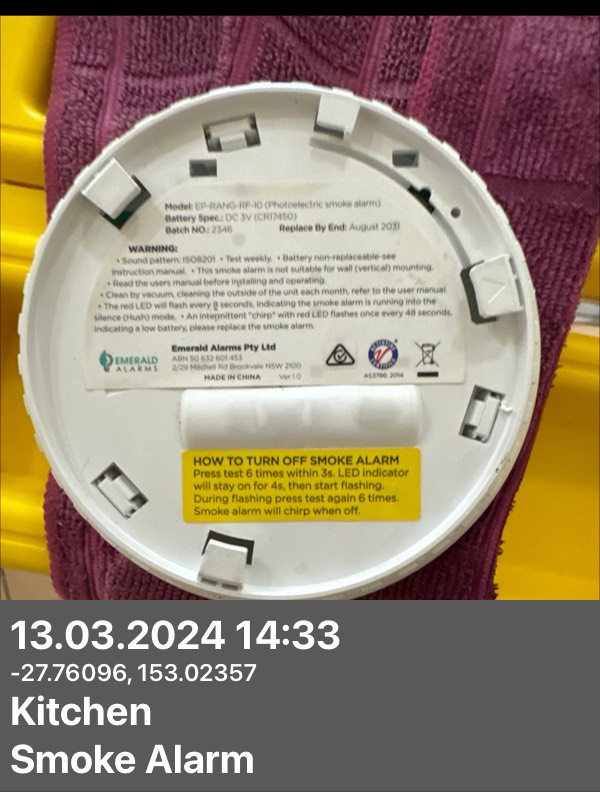 Model: EP-RANG-RF-10 (Photoelectric smoke alarm)
Battery Spec.: DC 3V (CR17450)
Batch NO.: 2346 Replace By End: August 2031
WARNING:
• Sound pattern: ISO8201 • Test weekly. • Battery non-replaceable-see
instruction manual. • This smoke alarm is not suitable for wall (vertical) mounting.
• Read the users manual before installing and operating.
• Clean by vacuum, cleaning the outside of the unit each month, refer to the user manual.
• The red LED will flash every 8 seconds, indicating the smoke alarm is running into the
silence (Hush) mode. • An intermittent "chirp" with red LED flashes once every 48 seconds,
indicating a low battery, please replace the smoke alarm.
EMERALD
ALARMS
Emerald Alarms Pty Ltd
ABN 50 632 601 453
2/29 Mitchell Rd Brookvale NSW 2100
MADE IN CHINA Ver 1.0
AS3786: 2014
HOW TO TURN OFF SMOKE ALARM
Press test 6 times within 3s. LED indicator
will stay on for 4s, then start flashing.
During flashing press test again 6 times.
Smoke alarm will chirp when off.
13.03.2024 14:33
-27.76096, 153.02357
Kitchen
Smoke Alarm